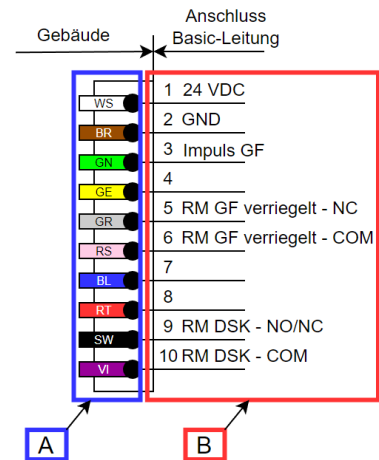 Gebäude
Anschluss
Basic-Leitung
WS 1 24 VDC
BR 2 GND
GN 3 Impuls GF
GE 4
GR 5 RM GF verriegelt - NC
RS 6 RM GF verriegelt - COM
BL 7
RT 8
SW 9 RM DSK - NO/NC
VI 10 RM DSK - COM
A B